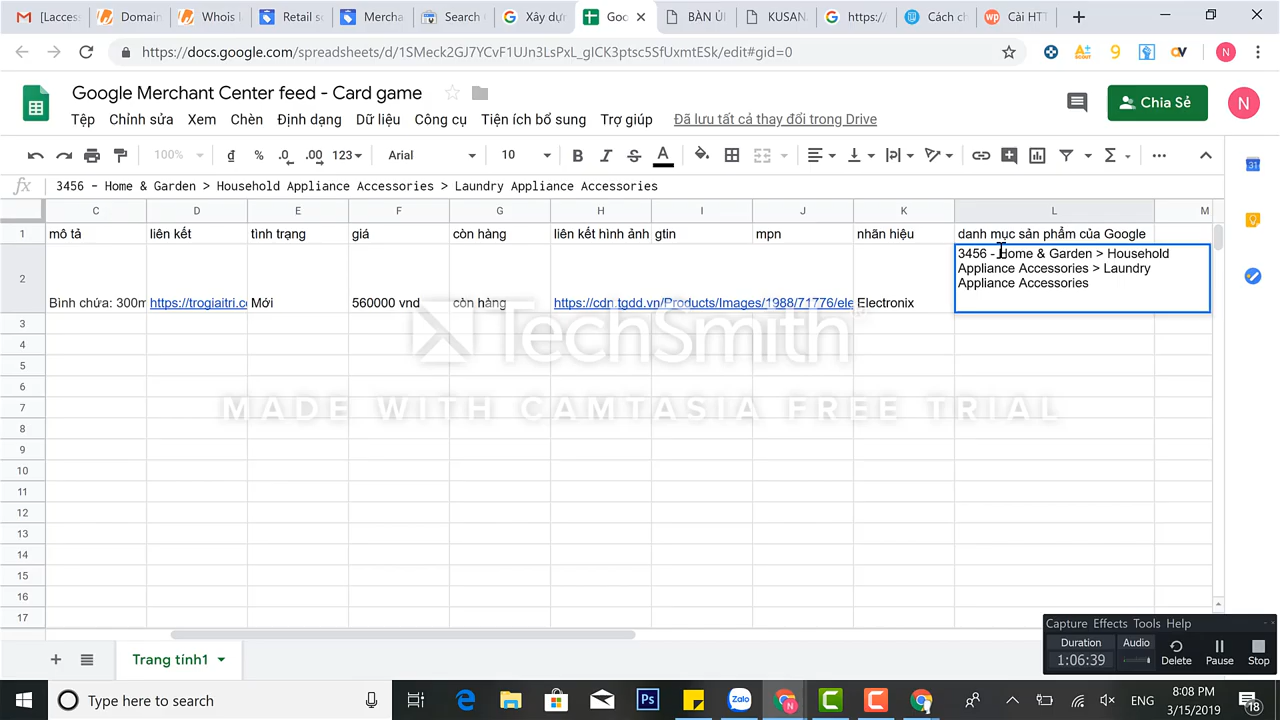 [Lacces
Doma
Whois
Retail
Mercha
Search
Xây dự
Goo
BẢN Ủ
KUSA
https:/
Cách ch
Cài HTT
https://docs.google.com/spreadsheets/d/1SMeck2GJ7YCvF1UJn3LsPxL_gICK3ptsc5SfUxmtESk/edit#gid=0
Google Merchant Center feed - Card game
Tệp Chỉnh sửa Xem Chèn Định dạng Dữ liệu Công cụ Tiện ích bổ sung Trợ giúp Đã lưu tất cả thay đổi trong Drive
Chia Sẻ
N
100% đ % .0 .00 123 Arial 10 B I S A
fx 3456 - Home & Garden > Household Appliance Accessories > Laundry Appliance Accessories
C D E F G H I J K L M
1 mô tả liên kết tình trạng giá còn hàng liên kết hình ảnh gtin mpn nhãn hiệu danh mục sản phẩm của Google
3456 - Home & Garden > Household
Appliance Accessories > Laundry
Appliance Accessories
2 Bình chứa: 300m https://trogiaitri.co Mới 560000 vnd còn hàng https://cdn.tgdd.vn/Products/Images/1988/71776/ele Electronix
3
4
5
6
7
8
9
10
11
12
13
14
15
16
17
TechSmith
MADE WITH CAMTASIA FREE TRIAL
Capture Effects Tools Help
Duration Audio
1:06:39 Delete Pause Stop
Trang tính1
Type here to search
ENG
8:08 PM
3/15/2019
18